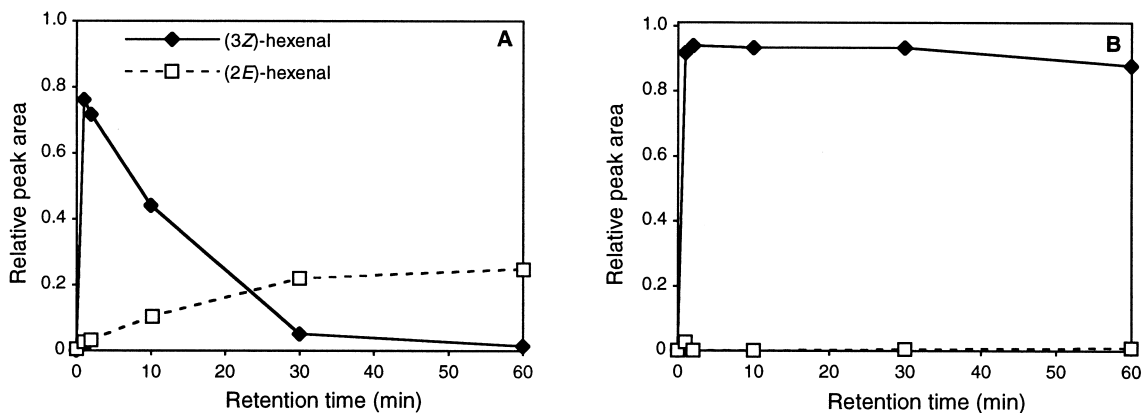 1.0
(3Z)-hexenal
A
(2E)-hexenal
0.8
0.6
0.4
0.2
0
Relative peak area
0 10 20 30 40 50 60
Retention time (min)
1.0
B
0.8
0.6
0.4
0.2
0
Relative peak area
0 10 20 30 40 50 60
Retention time (min)